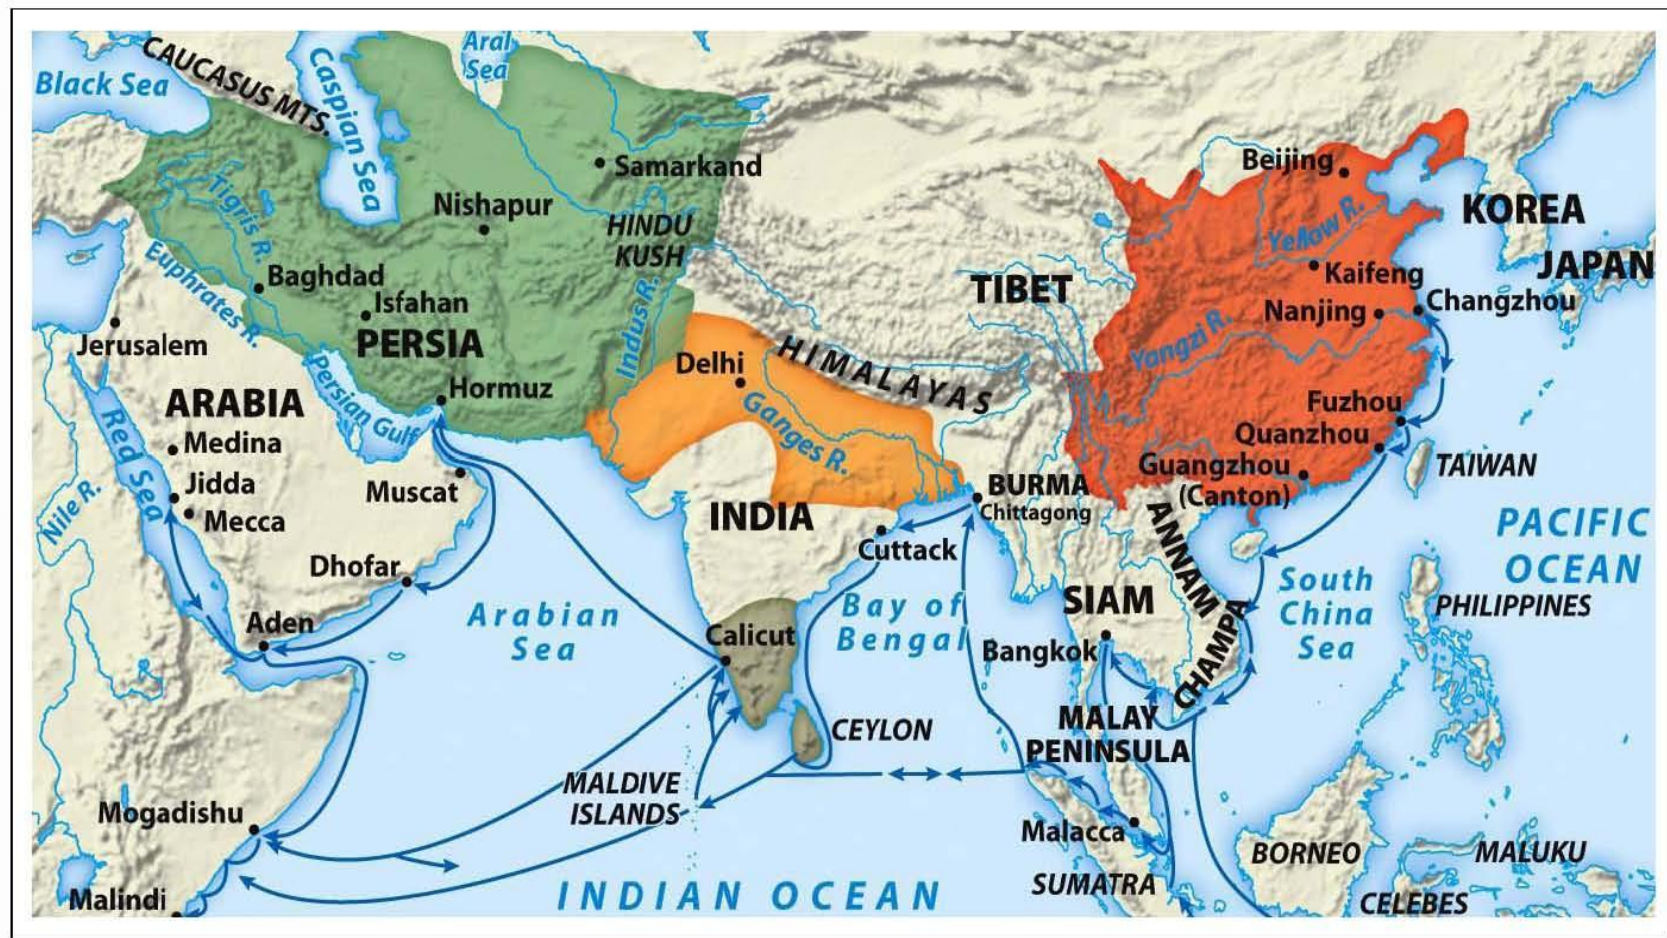 Black Sea
CAUCASUS MTS.
Caspian Sea
Aral
Sea
Samarkand
Nishapur
HINDU
KUSH
Tigris R.
Euphrates R.
Baghdad
Isfahan
PERSIA
Indus R.
Jerusalem
Persian Gulf
Hormuz
ARABIA
Medina
Jidda
Mecca
Red Sea
Nile R.
Muscat
Dhofar
Aden
Arabian
Sea
Mogadishu
Malindi
Delhi
Ganges R.
HIMALAYAS
TIBET
INDIA
Cuttack
Calicut
CEYLON
MALDIVE
ISLANDS
INDIAN OCEAN
Bay of
Bengal
BURMA
Chittagong
SIAM
Bangkok
ANNAM
CHAMPA
MALAY
PENINSULA
Malacca
SUMATRA
Beijing
Yellow R.
Kaifeng
Nanjing
Changzhou
Yangzi R.
Fuzhou
Quanzhou
Guangzhou
(Canton)
KOREA
JAPAN
TAIWAN
PACIFIC
OCEAN
South
China
Sea
PHILIPPINES
BORNEO
MALUKU
CELEBES